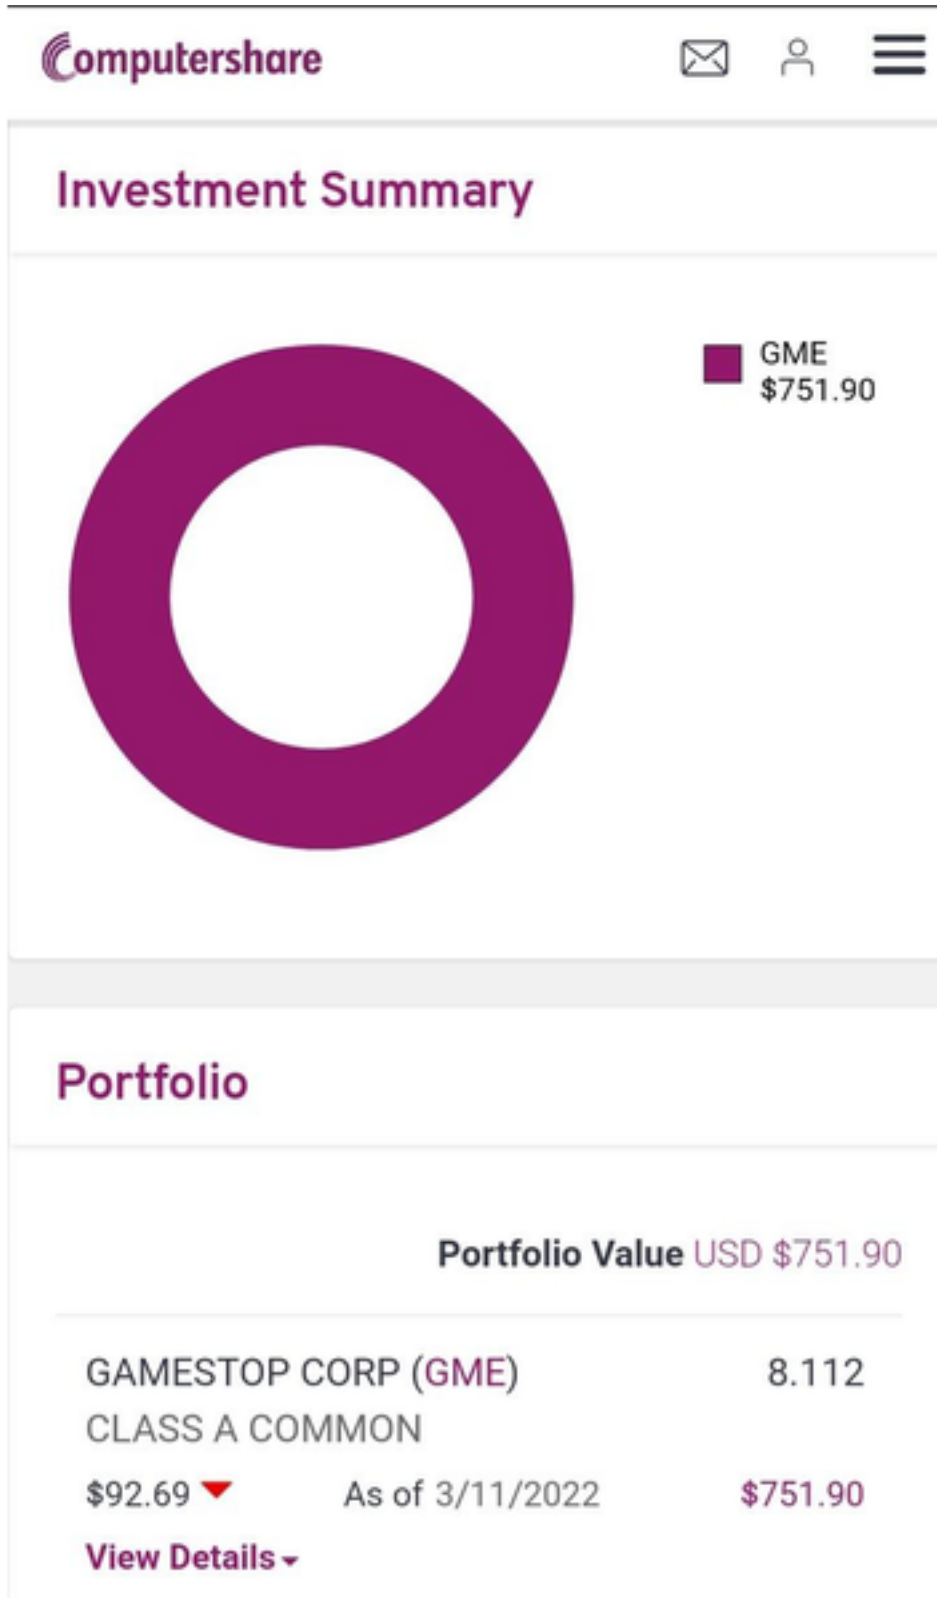 Computershare
Investment Summary
GME
$751.90
Portfolio
Portfolio Value USD $751.90
GAMESTOP CORP (GME) 8.112
CLASS A COMMON
$92.69 As of 3/11/2022 $751.90
View Details